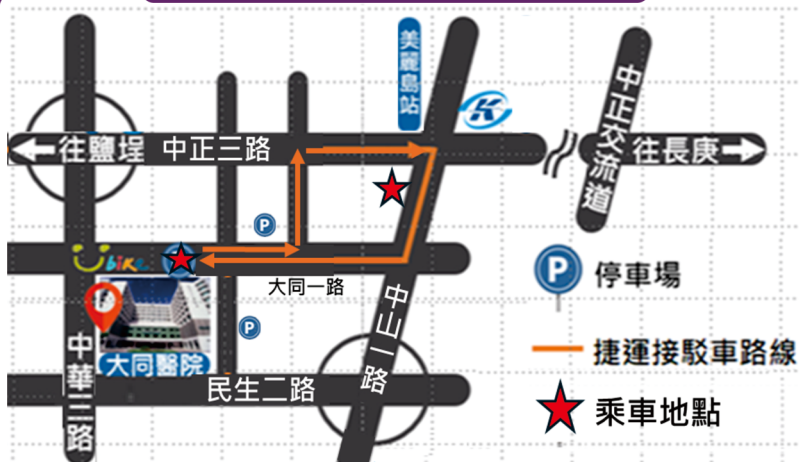 美麗島站
K
中正交流道
往鹽埕
中正三路
往長庚
P
Ubike
大同一路
P
停車場
P
大同醫院
中華三路
中山一路
捷運接駁車路線
民生二路
乘車地點